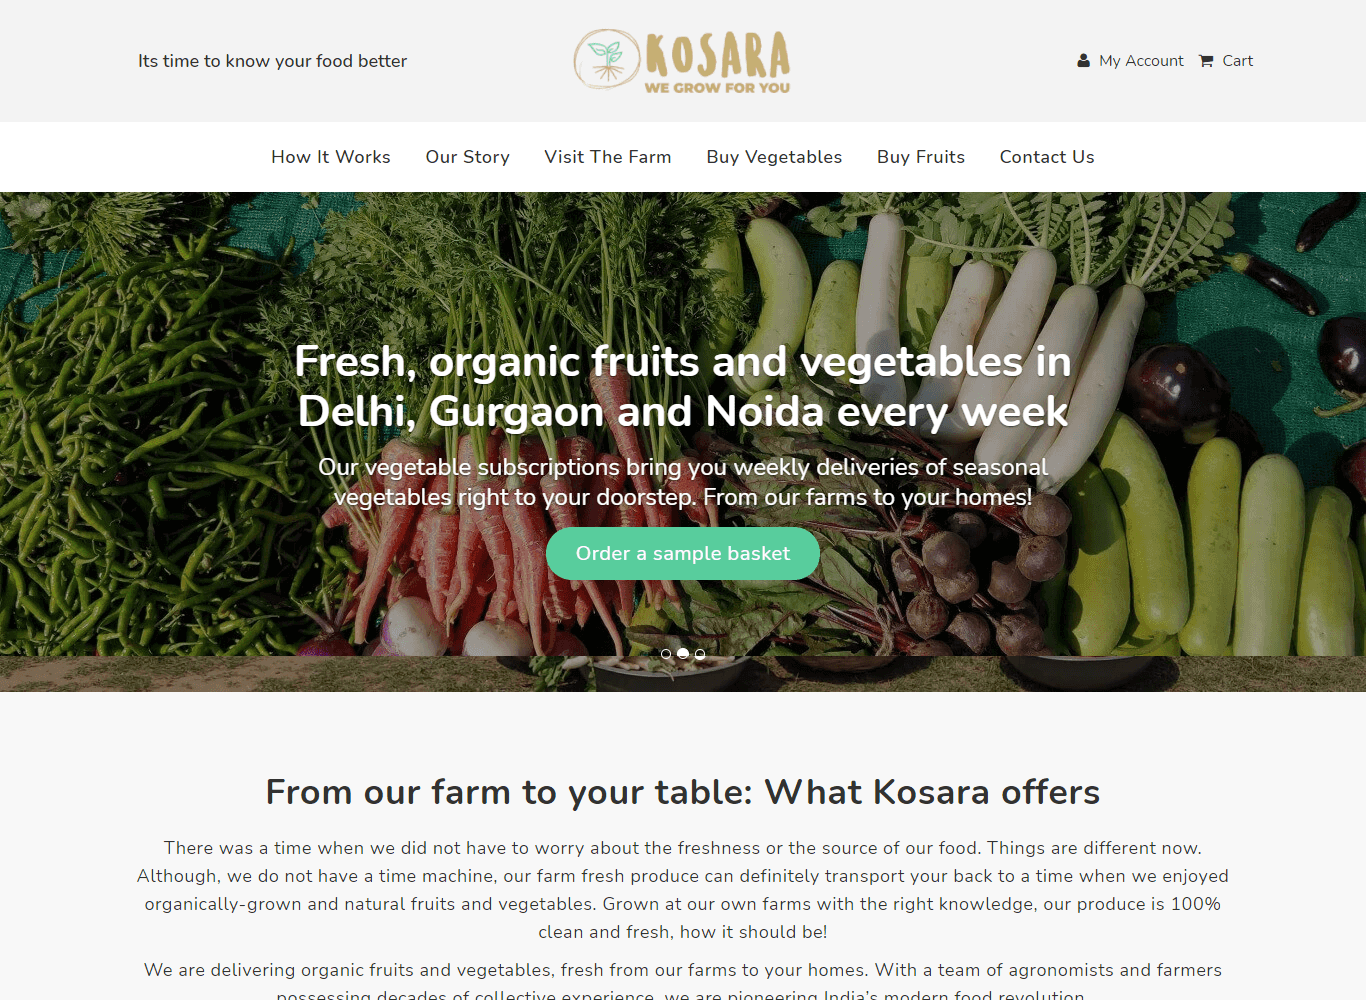 Its time to know your food better
KOSARA
WE GROW FOR YOU
My Account
Cart
How It Works
Our Story
Visit The Farm
Buy Vegetables
Buy Fruits
Contact Us
Fresh, organic fruits and vegetables in
Delhi, Gurgaon and Noida every week
Our vegetable subscriptions bring you weekly deliveries of seasonal
vegetables right to your doorstep. From our farms to your homes!
Order a sample basket
From our farm to your table: What Kosara offers
There was a time when we did not have to worry about the freshness or the source of our food. Things are different now.
Although, we do not have a time machine, our farm fresh produce can definitely transport your back to a time when we enjoyed
organically-grown and natural fruits and vegetables. Grown at our own farms with the right knowledge, our produce is 100%
clean and fresh, how it should be!
We are delivering organic fruits and vegetables, fresh from our farms to your homes. With a team of agronomists and farmers
possessing decades of collective experience, we are pioneering India's modern food revolution.